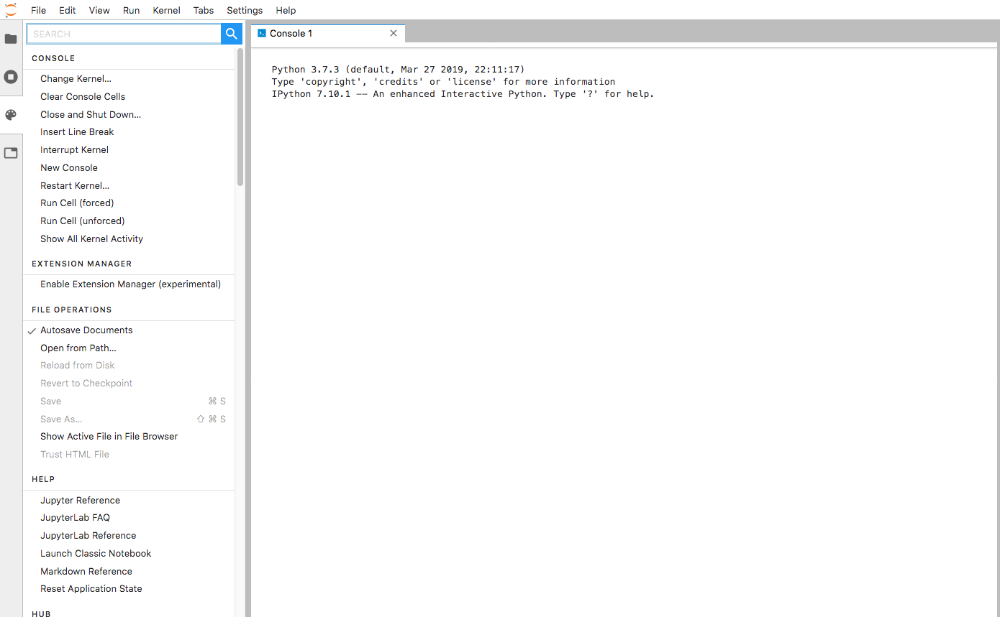 File Edit View Run Kernel Tabs Settings Help
SEARCH
CONSOLE
Change Kernel...
Clear Console Cells
Close and Shut Down...
Insert Line Break
Interrupt Kernel
New Console
Restart Kernel...
Run Cell (forced)
Run Cell (unforced)
Show All Kernel Activity
EXTENSION MANAGER
Enable Extension Manager (experimental)
FILE OPERATIONS
Autosave Documents
Open from Path...
Reload from Disk
Revert to Checkpoint
Save ⌘ S
Save As... ⇧ ⌘ S
Show Active File in File Browser
Trust HTML File
HELP
Jupyter Reference
JupyterLab FAQ
JupyterLab Reference
Launch Classic Notebook
Markdown Reference
Reset Application State
HUB
Console 1
Python 3.7.3 (default, Mar 27 2019, 22:11:17)
Type 'copyright', 'credits' or 'license' for more information
IPython 7.10.1 -- An enhanced Interactive Python. Type '?' for help.